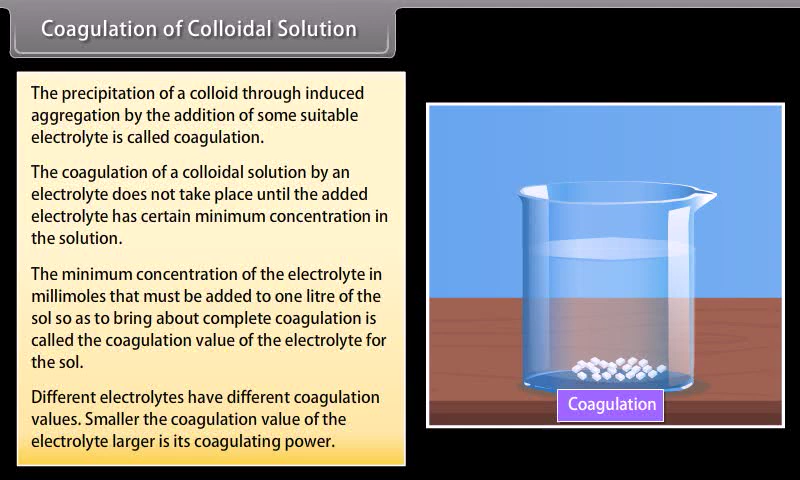 Coagulation of Colloidal Solution
The precipitation of a colloid through induced
aggregation by the addition of some suitable
electrolyte is called coagulation.
The coagulation of a colloidal solution by an
electrolyte does not take place until the added
electrolyte has certain minimum concentration in
the solution.
The minimum concentration of the electrolyte in
millimoles that must be added to one litre of the
sol so as to bring about complete coagulation is
called the coagulation value of the electrolyte for
the sol.
Different electrolytes have different coagulation
values. Smaller the coagulation value of the
electrolyte larger is its coagulating power.
Coagulation